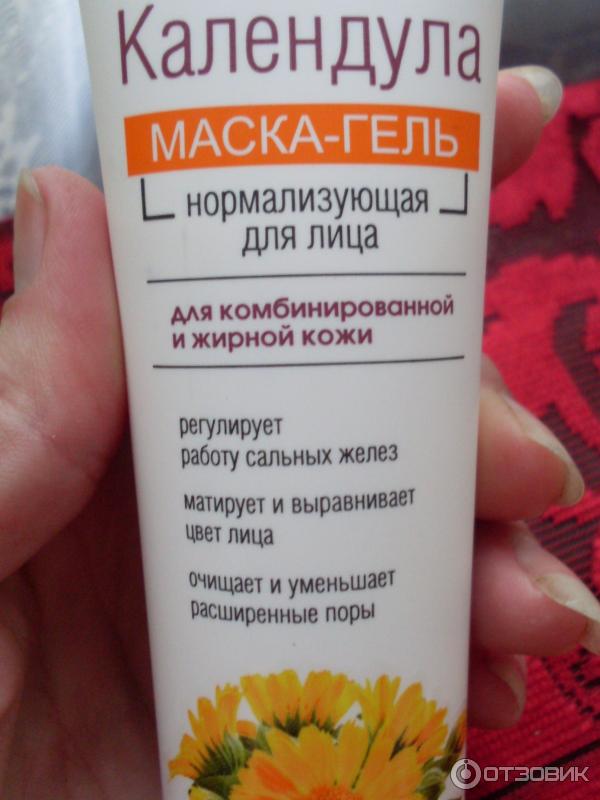 Календула
МАСКА-ГЕЛЬ
нормализующая
для лица
для комбинированной
и жирной кожи
регулирует
работу сальных желез
матирует и выравнивает
цвет лица
очищает и уменьшает
расширенные поры
ОТЗОВИК